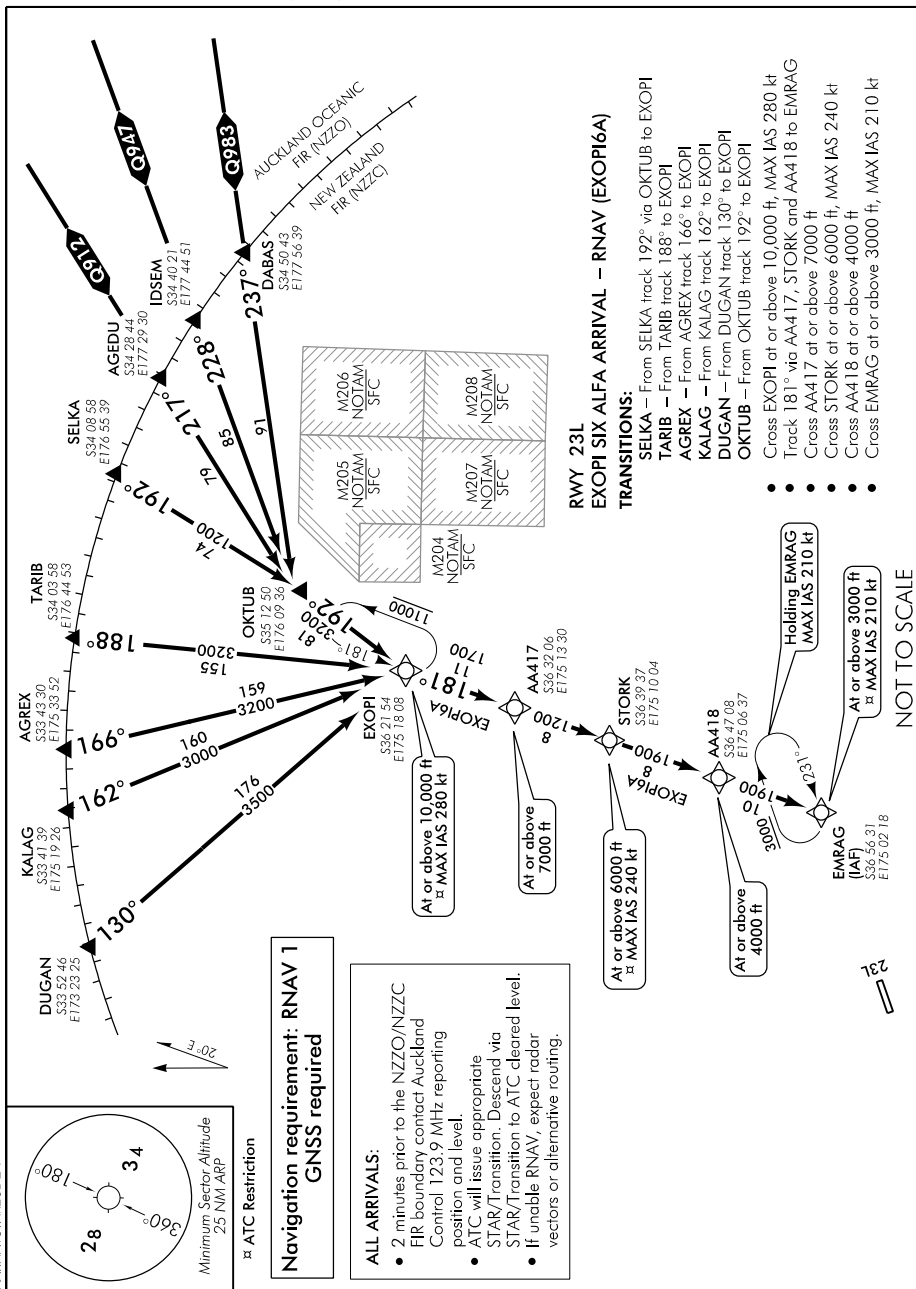 180°
360°
2 8
3 4
Minimum Sector Altitude
25 NM ARP
¤ ATC Restriction
Navigation requirement: RNAV 1
GNSS required
ALL ARRIVALS:
• 2 minutes prior to the NZZO/NZZC
FIR boundary contact Auckland
Control 123.9 MHz reporting
position and level.
• ATC will issue appropriate
STAR/Transition. Descend via
STAR/Transition to ATC cleared level.
• If unable RNAV, expect radar
vectors or alternative routing.
20° E
DUGAN
S33 52 46
E173 23 25
130°
176
3500
KALAG
S33 41 39
E175 19 26
162°
160
3000
AGREX
S33 43 30
E175 33 52
166°
159
3200
TARIB
S34 03 58
E176 44 53
188°
155
3200
SELKA
S34 08 58
E176 55 39
192°
74
1200
AGEDU
S34 28 44
E177 29 30
217°
79
IDSEM
S34 40 21
E177 44 51
228°
85
DABAS
S34 50 43
E177 56 39
237°
91
Q912
Q947
Q983
AUCKLAND OCEANIC
FIR (NZZO)
NEW ZEALAND
FIR (NZZC)
OKTUB
S35 12 50
E176 09 36
192°
81
3200
181°
11000
EXOPI
S36 21 54
E175 18 08
At or above 10,000 ft
¤ MAX IAS 280 kt
181°
11
1700
EXOPI6A
AA417
S36 32 06
E175 13 30
At or above
7000 ft
8
1200
STORK
S36 39 37
E175 10 04
At or above 6000 ft
¤ MAX IAS 240 kt
8
1900
EXOPI6A
AA418
S36 47 08
E175 06 37
At or above
4000 ft
10
1900
3000
231°
EMRAG
(IAF)
S36 56 31
E175 02 18
Holding EMRAG
MAX IAS 210 kt
At or above 3000 ft
¤ MAX IAS 210 kt
23L
M204
NOTAM
SFC
M205
NOTAM
SFC
M206
NOTAM
SFC
M207
NOTAM
SFC
M208
NOTAM
SFC
RWY 23L
EXOPI SIX ALFA ARRIVAL – RNAV (EXOPI6A)
TRANSITIONS:
SELKA – From SELKA track 192° via OKTUB to EXOPI
TARIB – From TARIB track 188° to EXOPI
AGREX – From AGREX track 166° to EXOPI
KALAG – From KALAG track 162° to EXOPI
DUGAN – From DUGAN track 130° to EXOPI
OKTUB – From OKTUB track 192° to EXOPI
• Cross EXOPI at or above 10,000 ft, MAX IAS 280 kt
• Track 181° via AA417, STORK and AA418 to EMRAG
• Cross AA417 at or above 7000 ft
• Cross STORK at or above 6000 ft, MAX IAS 240 kt
• Cross AA418 at or above 4000 ft
• Cross EMRAG at or above 3000 ft, MAX IAS 210 kt
NOT TO SCALE